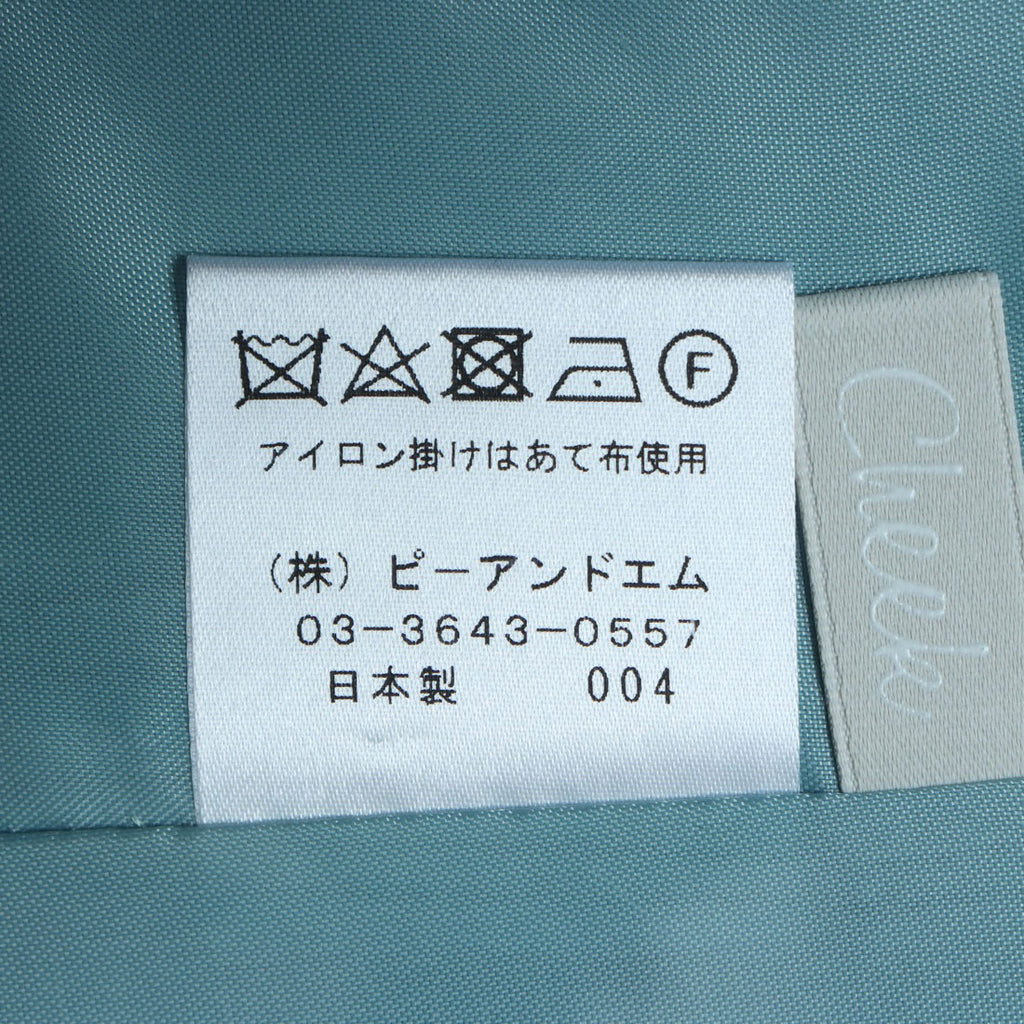 F
アイロン掛けはあて布使用
（株）ピーアンドエム
03-3643-0557
日本製 004
Cheek